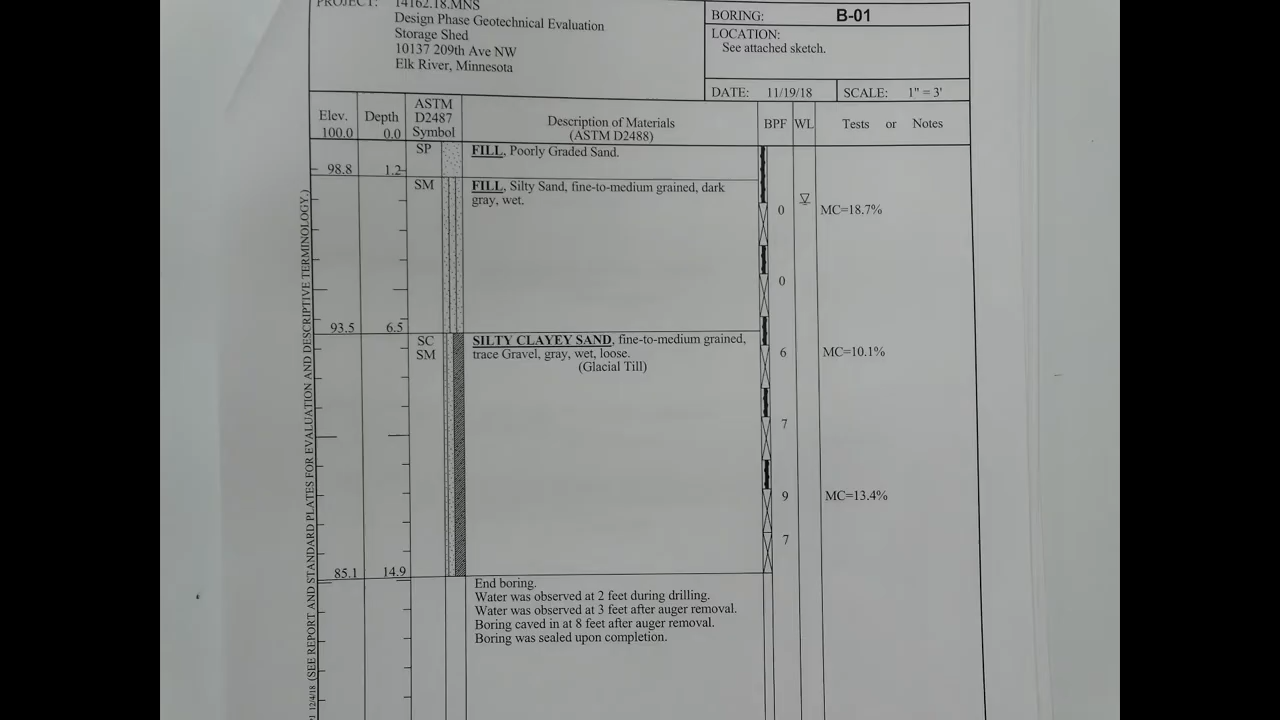 PROJECT: 14162.18.MNS
Design Phase Geotechnical Evaluation
Storage Shed
10137 209th Ave NW
Elk River, Minnesota
BORING: B-01
LOCATION:
See attached sketch.
DATE: 11/19/18 SCALE: 1" = 3'
Elev. Depth ASTM D2487 Symbol Description of Materials (ASTM D2488) BPF WL Tests or Notes
100.0 0.0
SP FILL, Poorly Graded Sand.
98.8 1.2
SM FILL, Silty Sand, fine-to-medium grained, dark
gray, wet.
0 MC=18.7%
0
93.5 6.5
SC SILTY CLAYEY SAND, fine-to-medium grained,
SM trace Gravel, gray, wet, loose.
6 MC=10.1%
(Glacial Till)
7
9 MC=13.4%
7
85.1 14.9
End boring.
Water was observed at 2 feet during drilling.
Water was observed at 3 feet after auger removal.
Boring caved in at 8 feet after auger removal.
Boring was sealed upon completion.
12/4/18 (SEE REPORT AND STANDARD PLATES FOR EVALUATION AND DESCRIPTIVE TERMINOLOGY.)